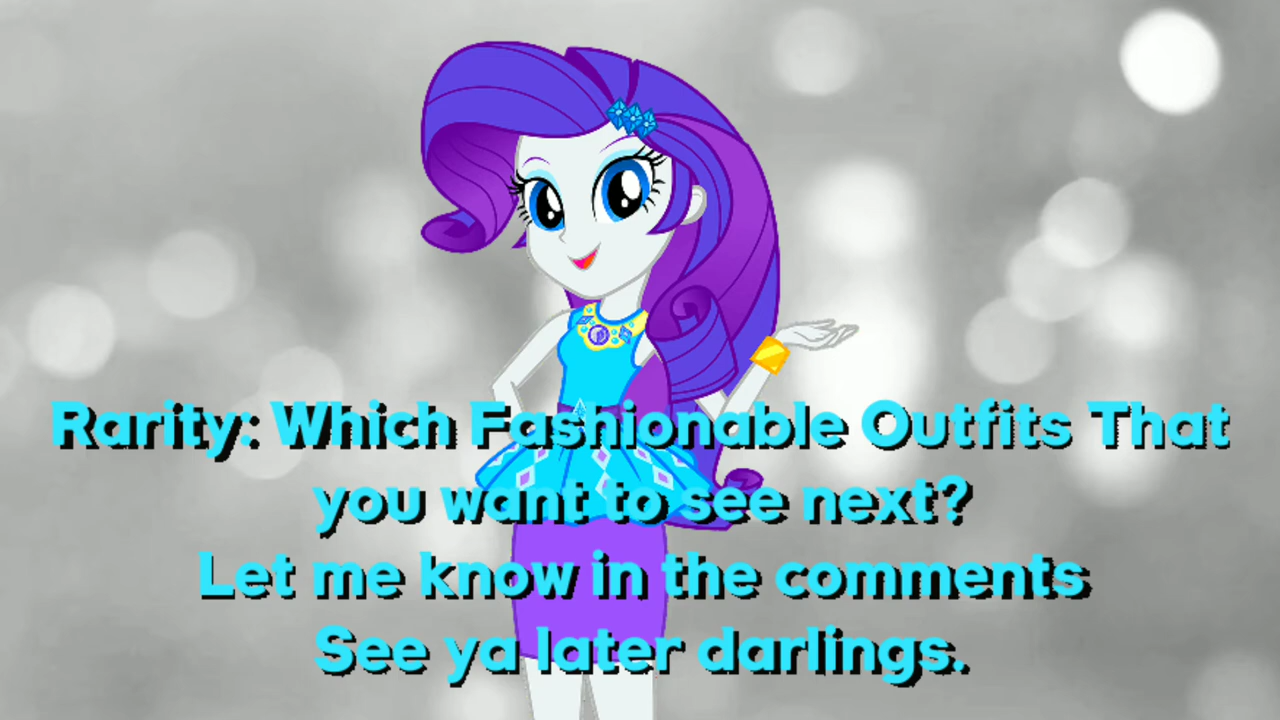 Rarity: Which Fashionable Outfits That
you want to see next?
Let me know in the comments
See ya later darlings.